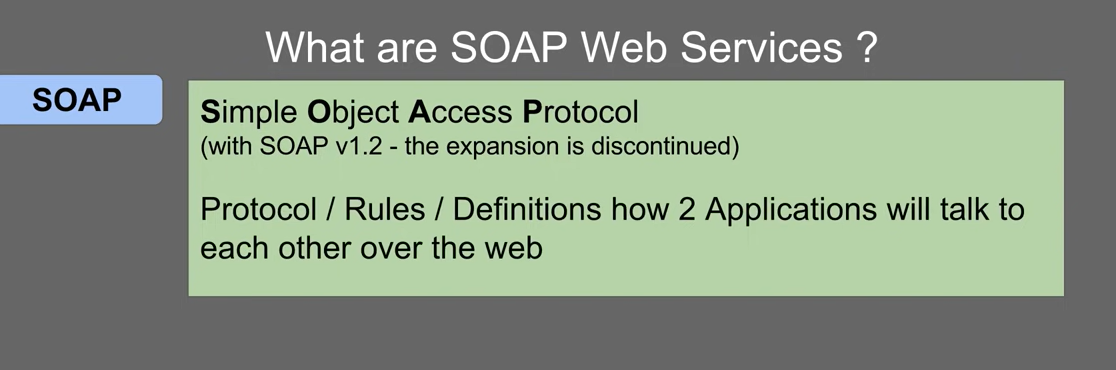 What are SOAP Web Services ?
SOAP
Simple Object Access Protocol
(with SOAP v1.2 - the expansion is discontinued)
Protocol / Rules / Definitions how 2 Applications will talk to
each other over the web